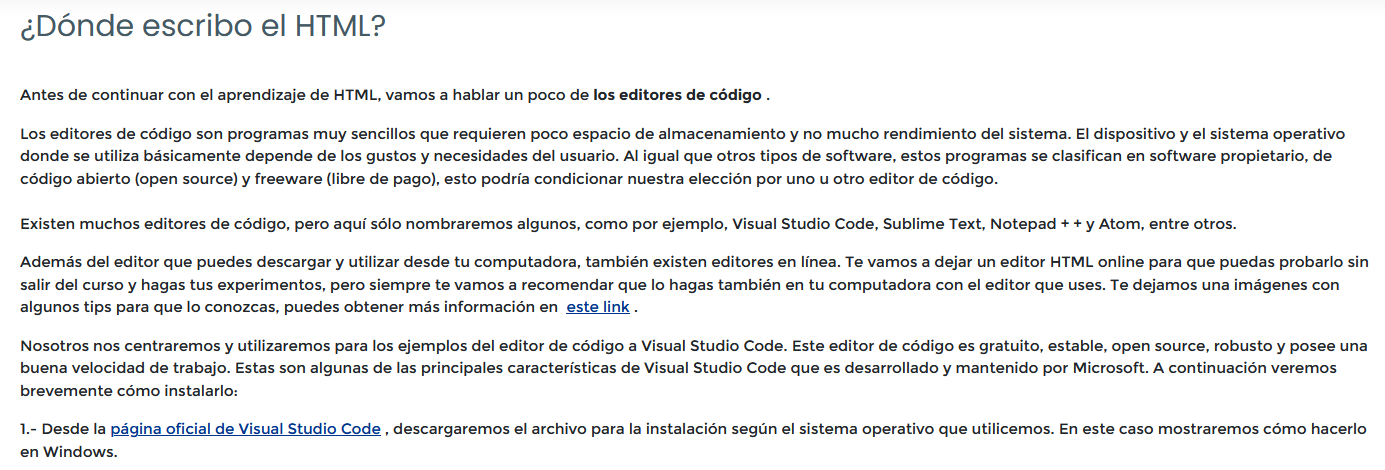 ¿Dónde escribo el HTML?
Antes de continuar con el aprendizaje de HTML, vamos a hablar un poco de los editores de código .
Los editores de código son programas muy sencillos que requieren poco espacio de almacenamiento y no mucho rendimiento del sistema. El dispositivo y el sistema operativo
donde se utiliza básicamente depende de los gustos y necesidades del usuario. Al igual que otros tipos de software, estos programas se clasifican en software propietario, de
código abierto (open source) y freeware (libre de pago), esto podría condicionar nuestra elección por uno u otro editor de código.
Existen muchos editores de código, pero aquí sólo nombraremos algunos, como por ejemplo, Visual Studio Code, Sublime Text, Notepad + + y Atom, entre otros.
Además del editor que puedes descargar y utilizar desde tu computadora, también existen editores en línea. Te vamos a dejar un editor HTML online para que puedas probarlo sin
salir del curso y hagas tus experimentos, pero siempre te vamos a recomendar que lo hagas también en tu computadora con el editor que uses. Te dejamos una imágenes con
algunos tips para que lo conozcas, puedes obtener más información en este link .
Nosotros nos centraremos y utilizaremos para los ejemplos del editor de código a Visual Studio Code. Este editor de código es gratuito, estable, open source, robusto y posee una
buena velocidad de trabajo. Estas son algunas de las principales características de Visual Studio Code que es desarrollado y mantenido por Microsoft. A continuación veremos
brevemente cómo instalarlo:
1.- Desde la página oficial de Visual Studio Code , descargaremos el archivo para la instalación según el sistema operativo que utilicemos. En este caso mostraremos cómo hacerlo
en Windows.